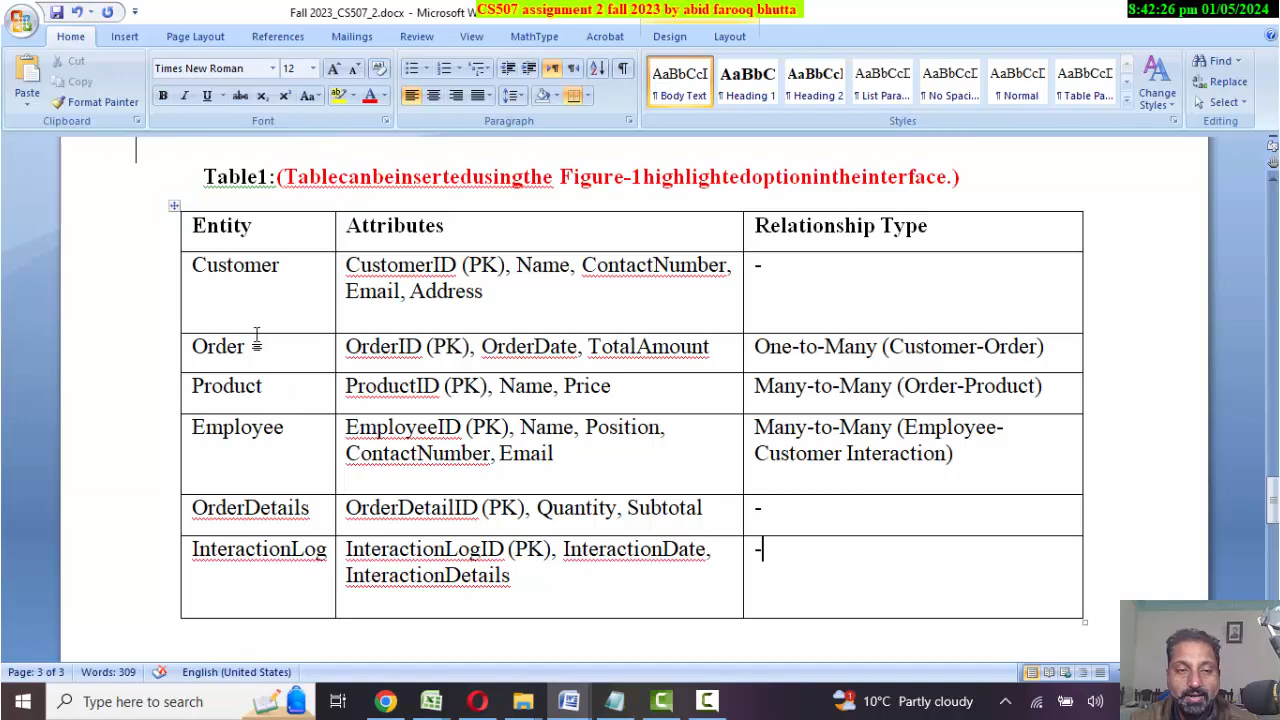 Fall 2023_CS507_2.docx - Microsoft W
CS507 assignment 2 fall 2023 by abid farooq bhutta
8:42:26 pm 01/05/2024
Home Insert Page Layout References Mailings Review View MathType Acrobat Design Layout
Paste
Cut
Copy
Format Painter
Clipboard
Times New Roman 12
Font
Paragraph
AaBbCcI AaBbC AaBbCcI AaBbCcD AaBbCcD AaBbCcD AaBbCcD
¶ Body Text ¶ Heading 1 ¶ Heading 2 ¶ List Para... ¶ No Spaci... ¶ Normal ¶ Table Pa...
Change Styles
Styles
Find
Replace
Select
Editing
Table1:(Tablecanbeinsertedusingthe Figure-1highlightedoptionintheinterface.)
Entity Attributes Relationship Type
Customer CustomerID (PK), Name, ContactNumber, -
Email, Address
Order OrderID (PK), OrderDate, TotalAmount One-to-Many (Customer-Order)
Product ProductID (PK), Name, Price Many-to-Many (Order-Product)
Employee EmployeeID (PK), Name, Position, Many-to-Many (Employee-
ContactNumber, Email Customer Interaction)
OrderDetails OrderDetailID (PK), Quantity, Subtotal -
InteractionLog InteractionLogID (PK), InteractionDate, -
InteractionDetails
Page: 3 of 3 Words: 309 English (United States)
Type here to search
10°C Partly cloudy